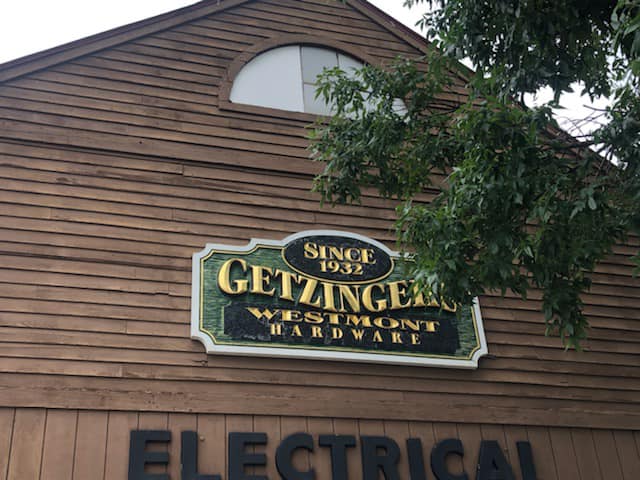 SINCE
1932
GETZINGER'S
WESTMONT
HARDWARE
ELECTRICAL